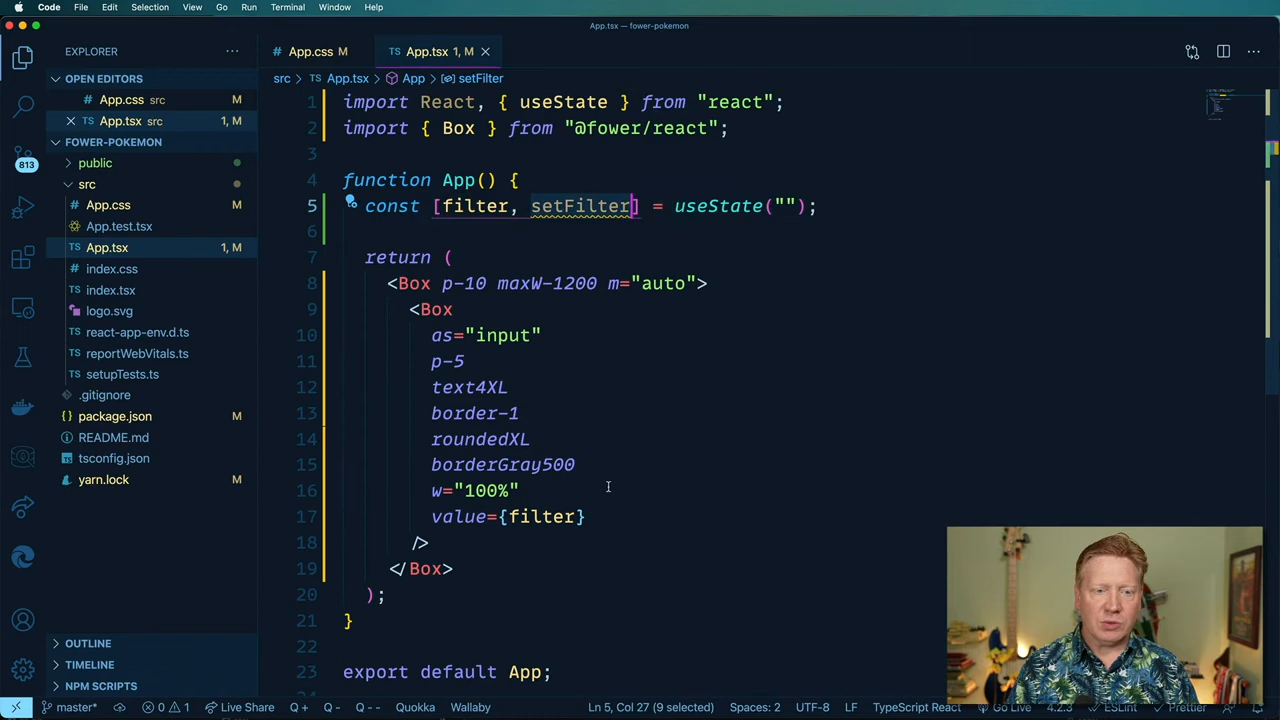 Code File Edit Selection View Go Run Terminal Window Help
App.tsx — fower-pokemon
EXPLORER
App.css M
App.tsx 1, M
OPEN EDITORS
src > App.tsx > App > setFilter
App.css src M
App.tsx src 1, M
FOWER-POKEMON
public
src
App.css
App.test.tsx
App.tsx 1, M
index.css
index.tsx
logo.svg
react-app-env.d.ts
reportWebVitals.ts
setupTests.ts
.gitignore
package.json M
README.md
tsconfig.json
yarn.lock M
OUTLINE
TIMELINE
NPM SCRIPTS
813
1 import React, { useState } from "react";
2 import { Box } from "@fower/react";
3
4 function App() {
5 const [filter, setFilter] = useState("");
6
7 return (
8 <Box p-10 maxW-1200 m="auto">
9 <Box
10 as="input"
11 p-5
12 text4XL
13 border-1
14 roundedXL
15 borderGray500
16 w="100%"
17 value={filter}
18 />
19 </Box>
20 );
21 }
22
23 export default App;
master* 0 1 Live Share Q + Q - Q -- Quokka Wallaby Ln 5, Col 27 (9 selected) Spaces: 2 UTF-8 LF TypeScript React Go Live 4.2.3 ESLint Prettier